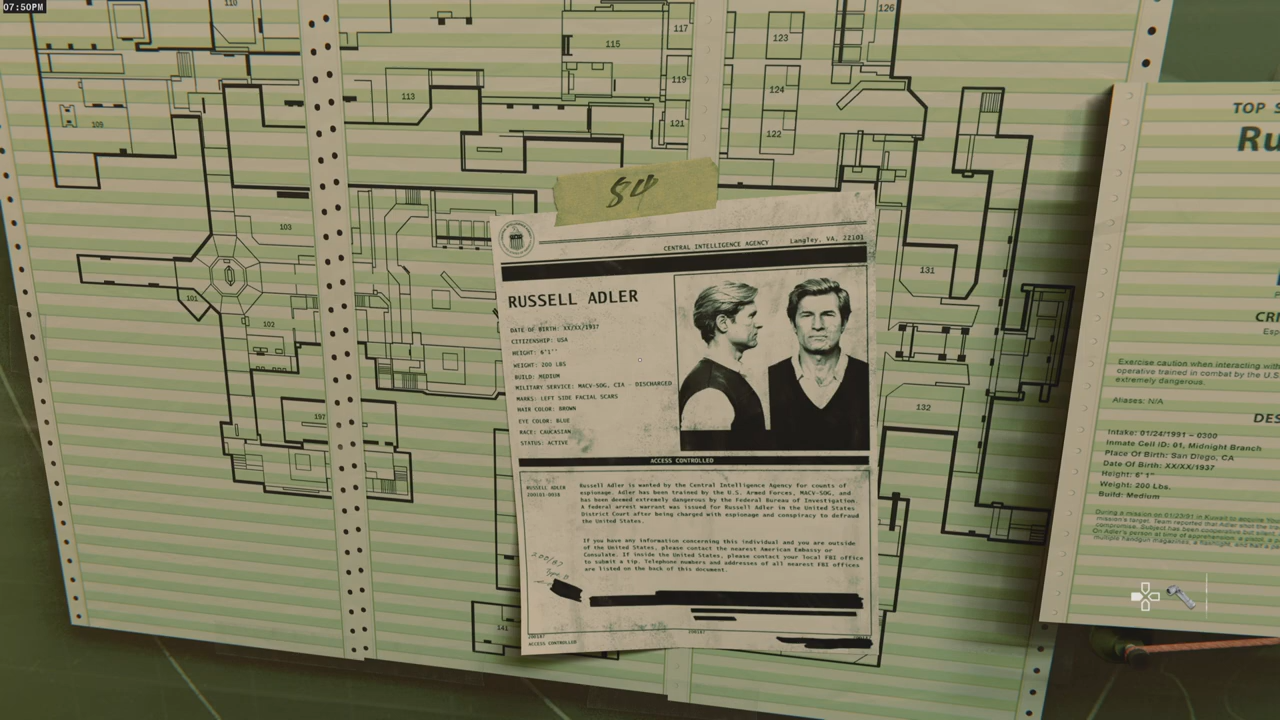 07:50PM
110
117
126
115
123
119
124
113
109
121
122
84
103
CENTRAL INTELLIGENCE AGENCY Langley, VA, 22101
131
101
102
RUSSELL ADLER
DATE OF BIRTH: XX/XX/1937
CITIZENSHIP: USA
HEIGHT: 6'1''
WEIGHT: 200 LBS
BUILD: MEDIUM
MILITARY SERVICE: MACV-SOG, CIA - DISCHARGED
MARKS: LEFT SIDE FACIAL SCARS
HAIR COLOR: BROWN
EYE COLOR: BLUE
RACE: CAUCASIAN
STATUS: ACTIVE
197
132
ACCESS CONTROLLED
RUSSELL ADLER
Russell Adler is wanted by the Central Intelligence Agency for counts of
espionage. Adler has been trained by the U.S. Armed Forces, MACV-SOG, and
has been deemed extremely dangerous by the Federal Bureau of Investigation.
A federal arrest warrant was issued for Russell Adler in the United States
District Court after being charged with espionage and conspiracy to defraud
the United States.
If you have any information concerning this individual and you are outside
of the United States, please contact the nearest American Embassy or
Consulate. If inside the United States, please contact your local FBI office
to submit a tip. Telephone numbers and addresses of all nearest FBI offices
are listed on the back of this document.
141
ACCESS CONTROLLED
TOP S
Ru
CRI
Esp
Exercise caution when interacting with
operative trained in combat by the U.S
extremely dangerous.
Aliases: N/A
DES
Intake: 01/24/1991 - 0300
Inmate Cell ID: 01, Midnight Branch
Place Of Birth: San Diego, CA
Date Of Birth: XX/XX/1937
Height: 6' 1"
Weight: 200 Lbs.
Build: Medium